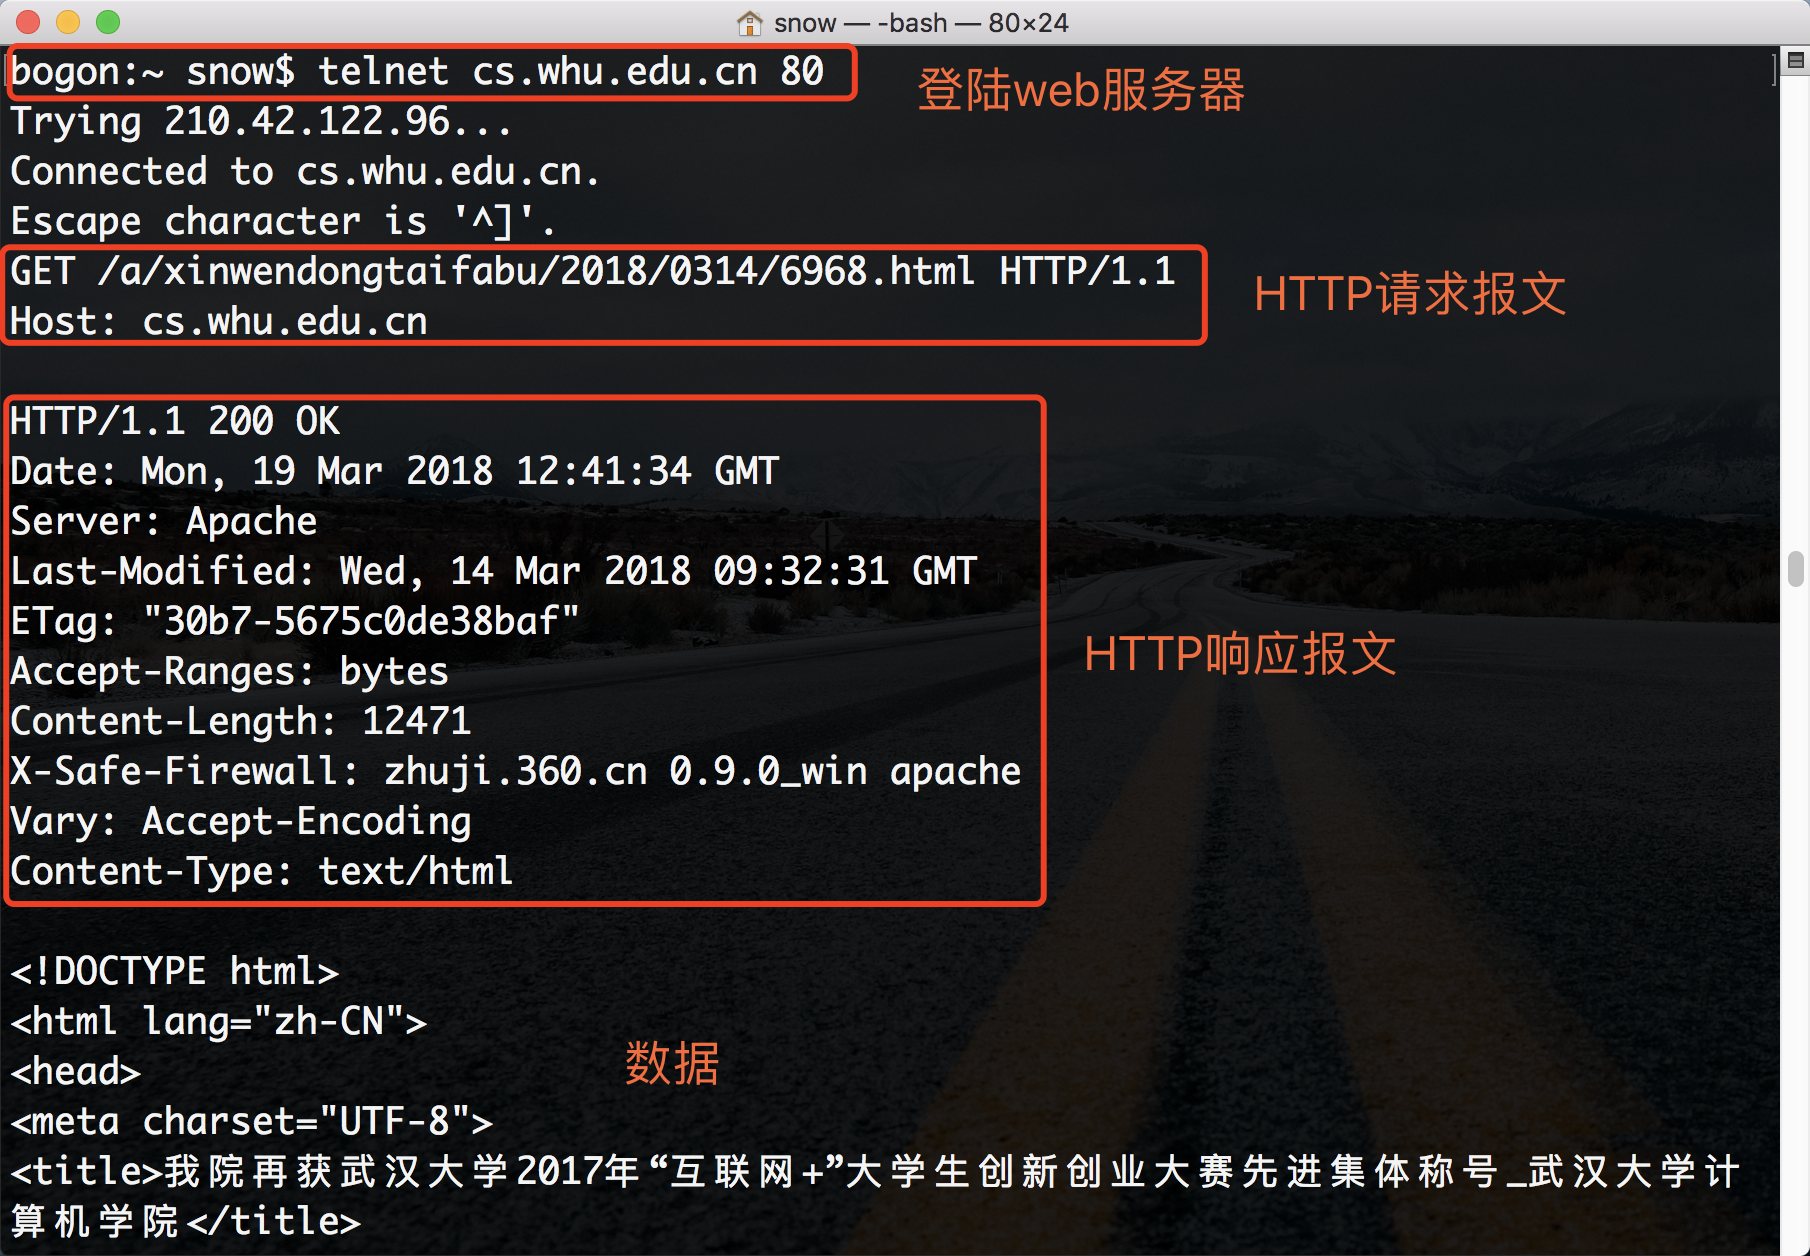 snow — -bash — 80×24
bogon:~ snow$ telnet cs.whu.edu.cn 80
登陆web服务器
Trying 210.42.122.96...
Connected to cs.whu.edu.cn.
Escape character is '^]'.
GET /a/xinwendongtaifabu/2018/0314/6968.html HTTP/1.1
Host: cs.whu.edu.cn
HTTP请求报文
HTTP/1.1 200 OK
Date: Mon, 19 Mar 2018 12:41:34 GMT
Server: Apache
Last-Modified: Wed, 14 Mar 2018 09:32:31 GMT
ETag: "30b7-5675c0de38baf"
Accept-Ranges: bytes
Content-Length: 12471
X-Safe-Firewall: zhuji.360.cn 0.9.0_win apache
Vary: Accept-Encoding
Content-Type: text/html
HTTP响应报文
<!DOCTYPE html>
<html lang="zh-CN">
<head>
<meta charset="UTF-8">
<title>我院再获武汉大学2017年“互联网+”大学生创新创业大赛先进集体称号_武汉大学计
算机学院</title>
数据